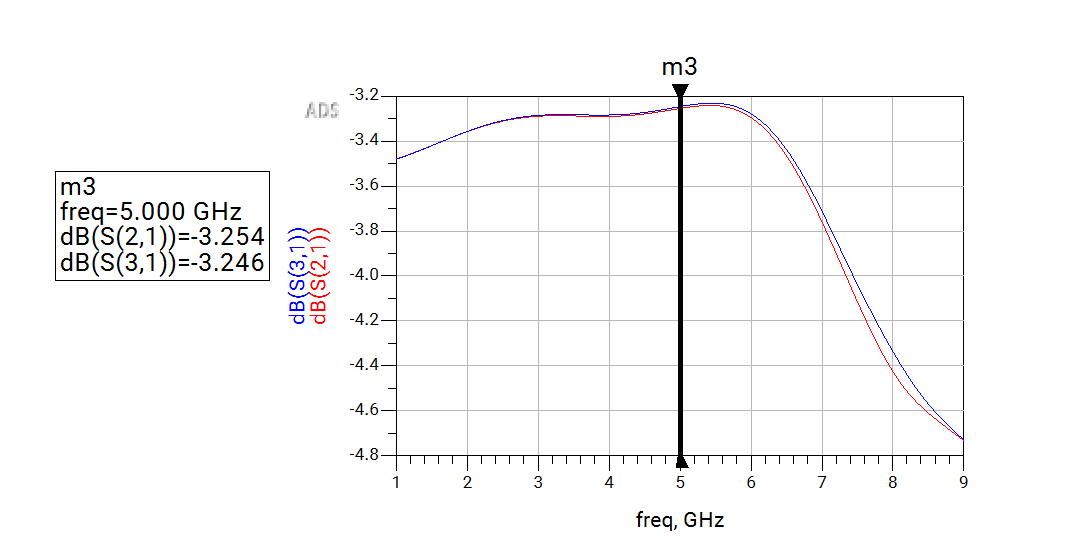 m3
ADS
m3
freq=5.000 GHz
dB(S(2,1))=-3.254
dB(S(3,1))=-3.246
dB(S(3,1))
dB(S(2,1))
-3.2
-3.4
-3.6
-3.8
-4.0
-4.2
-4.4
-4.6
-4.8
1 2 3 4 5 6 7 8 9
freq, GHz